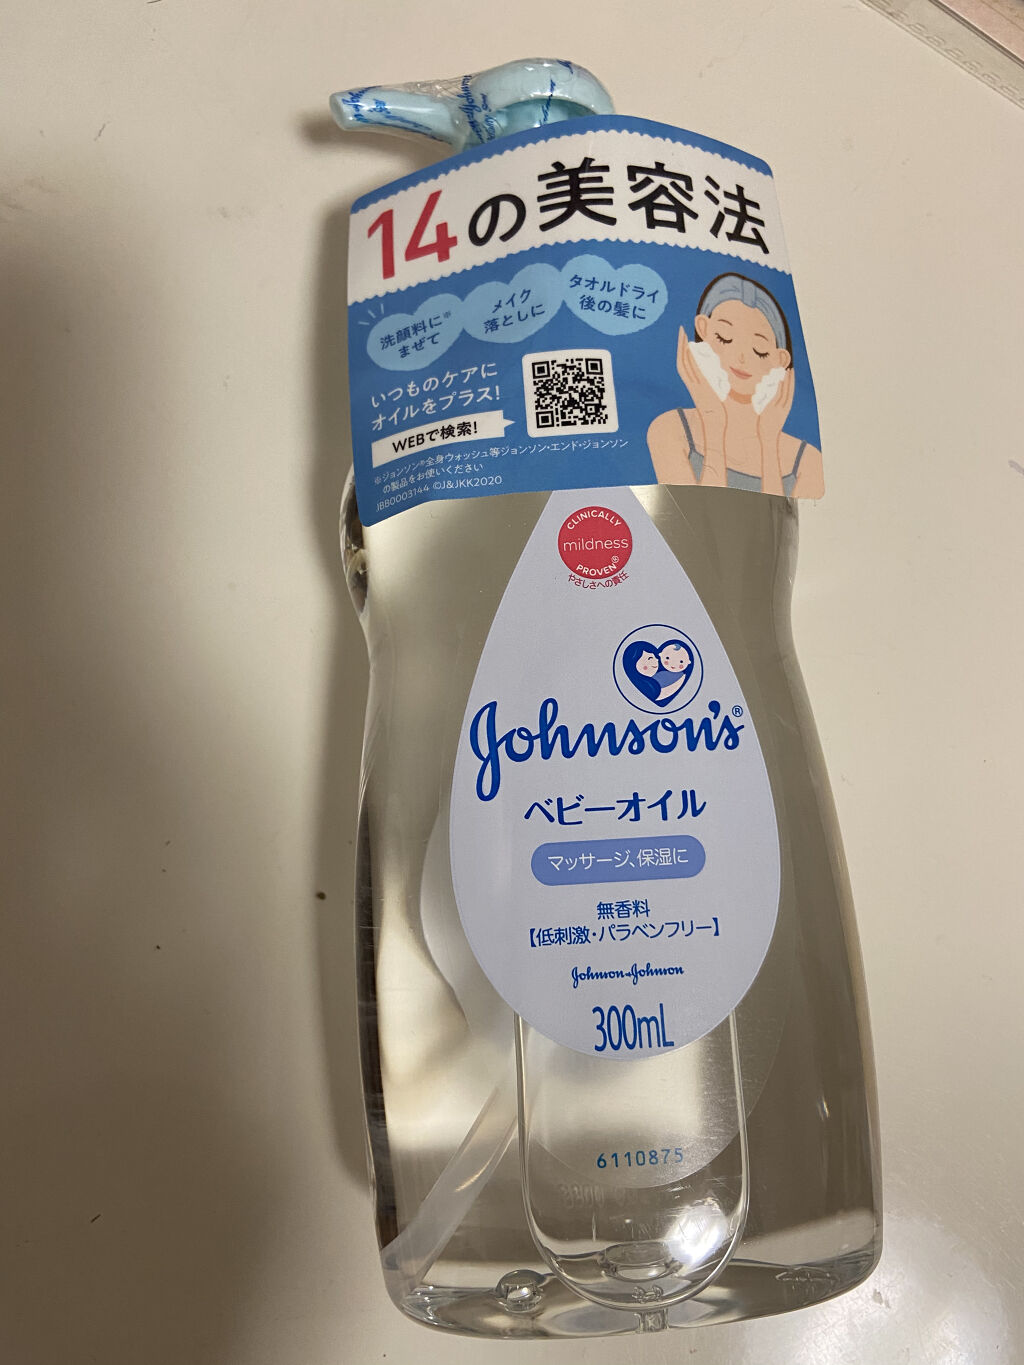 14の美容法
洗顔料に※
まぜて
メイク
落としに
タオルドライ
後の髪に
いつものケアに
オイルをプラス!
WEBで検索!
※ジョンソン®全身ウォッシュ等ジョンソン・エンド・ジョンソン
の製品をお使いください
JBB0003144 ©J&JKK2020
CLINICALLY
mildness
PROVEN®
やさしさへの責任
Johnson's®
ベビーオイル
マッサージ、保湿に
無香料
【低刺激・パラベンフリー】
Johnson&Johnson
300mL
6110875